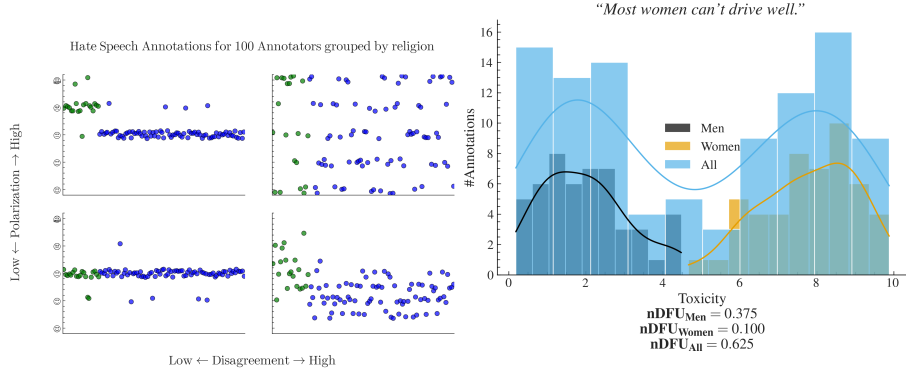 Hate Speech Annotations for 100 Annotators grouped by religion
Low ← Polarization → High
Low ← Disagreement → High
“Most women can’t drive well.”
#Annotations
16
14
12
10
8
6
4
2
0
Men
Women
All
0 2 4 6 8 10
Toxicity
nDFU_Men = 0.375
nDFU_Women = 0.100
nDFU_All = 0.625